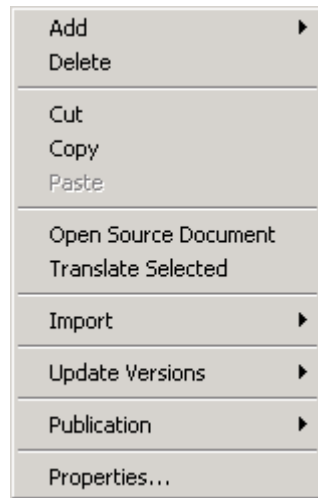 Add
Delete
Cut
Copy
Paste
Open Source Document
Translate Selected
Import
Update Versions
Publication
Properties...